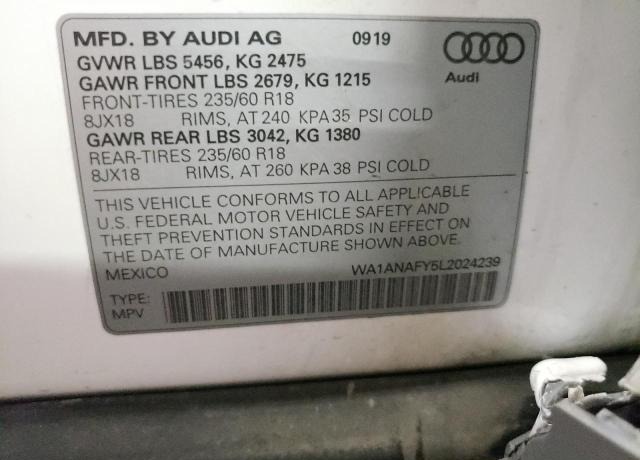 MFD. BY AUDI AG 0919
GVWR LBS 5456, KG 2475
Audi
GAWR FRONT LBS 2679, KG 1215
FRONT-TIRES 235/60 R18
8JX18 RIMS, AT 240 KPA 35 PSI COLD
GAWR REAR LBS 3042, KG 1380
REAR-TIRES 235/60 R18
8JX18 RIMS, AT 260 KPA 38 PSI COLD
THIS VEHICLE CONFORMS TO ALL APPLICABLE
U.S. FEDERAL MOTOR VEHICLE SAFETY AND
THEFT PREVENTION STANDARDS IN EFFECT ON
THE DATE OF MANUFACTURE SHOWN ABOVE.
MEXICO WA1ANAFY5L2024239
TYPE:
MPV